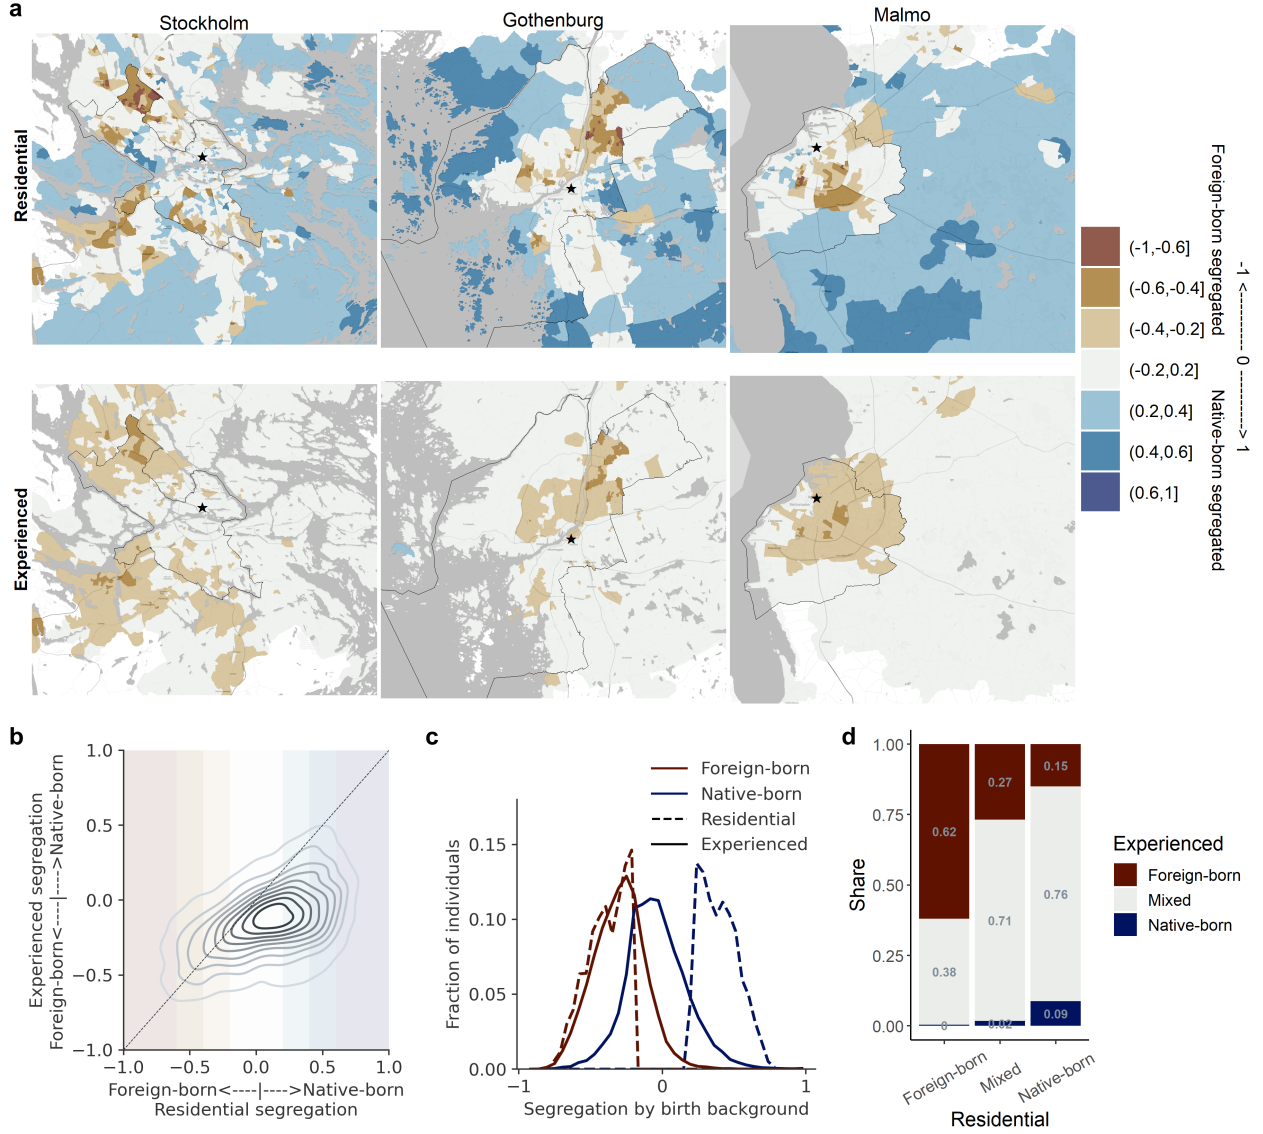 a
Stockholm
Gothenburg
Malmo
Residential
Experienced
(-1,-0.6]
(-0.6,-0.4]
(-0.4,-0.2]
(-0.2,0.2]
(0.2,0.4]
(0.4,0.6]
(0.6,1]
Foreign-born segregated
Native-born segregated
-1 <----------- 0 ----------> 1
b
Experienced segregation
Foreign-born<----|---->Native-born
1.0
0.5
0.0
−0.5
−1.0
−1.0
−0.5
0.0
0.5
1.0
Foreign-born<----|---->Native-born
Residential segregation
c
Foreign-born
Native-born
Residential
Experienced
Fraction of individuals
0.15
0.10
0.05
0.00
−1
0
1
Segregation by birth background
d
Share
1.00
0.75
0.50
0.25
0.00
0.62
0.38
0
0.27
0.71
0.02
0.15
0.76
0.09
Foreign-born
Mixed
Native-born
Residential
Experienced
Foreign-born
Mixed
Native-born